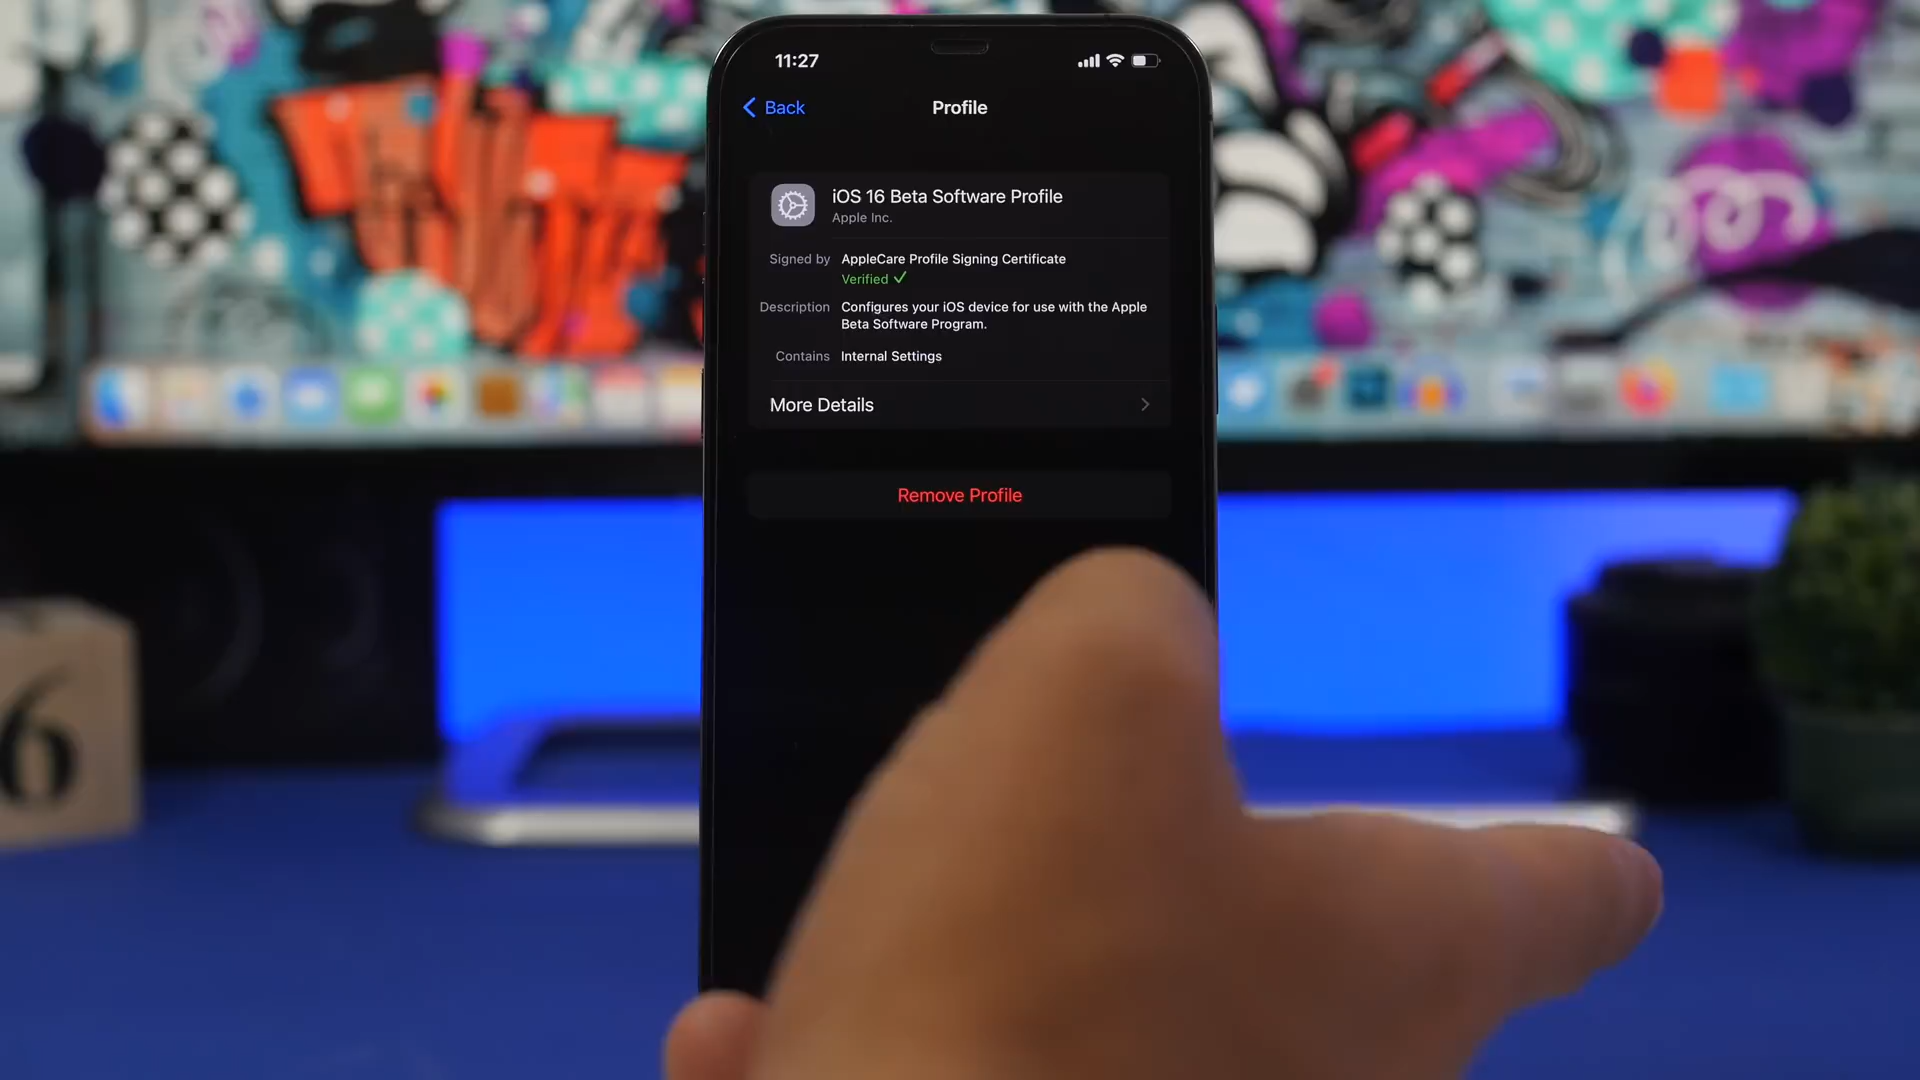 11:27
Back
Profile
iOS 16 Beta Software Profile
Apple Inc.
Signed by AppleCare Profile Signing Certificate
Verified
Description Configures your iOS device for use with the Apple
Beta Software Program.
Contains Internal Settings
More Details
Remove Profile
6